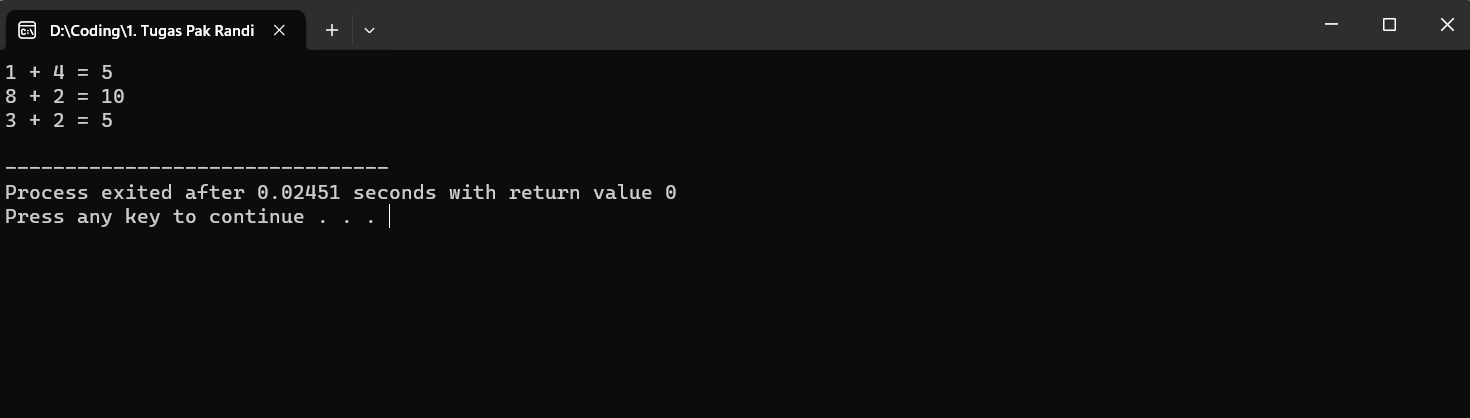 D:\Coding\1. Tugas Pak Randi
1 + 4 = 5
8 + 2 = 10
3 + 2 = 5
--------------------------------
Process exited after 0.02451 seconds with return value 0
Press any key to continue . . .